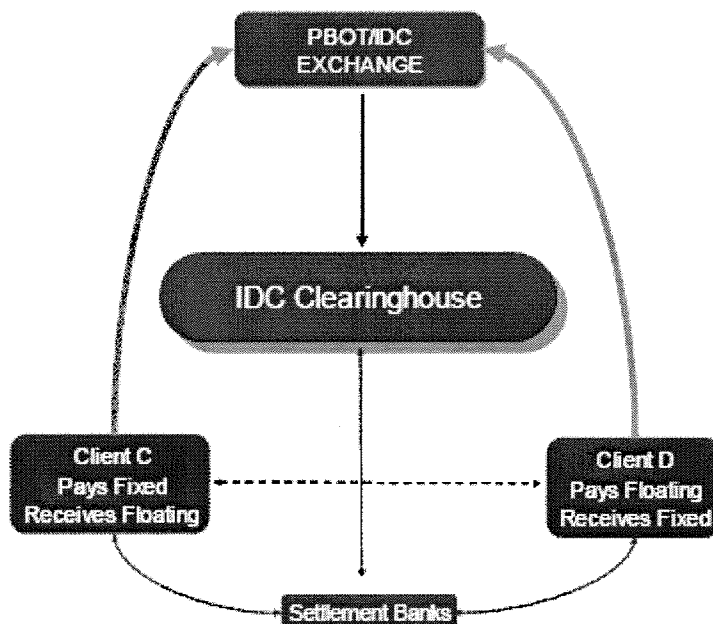 PBOT/IDC
EXCHANGE
IDC Clearinghouse
Client C
Pays Fixed
Receives Floating
Client D
Pays Floating
Receives Fixed
Settlement Banks